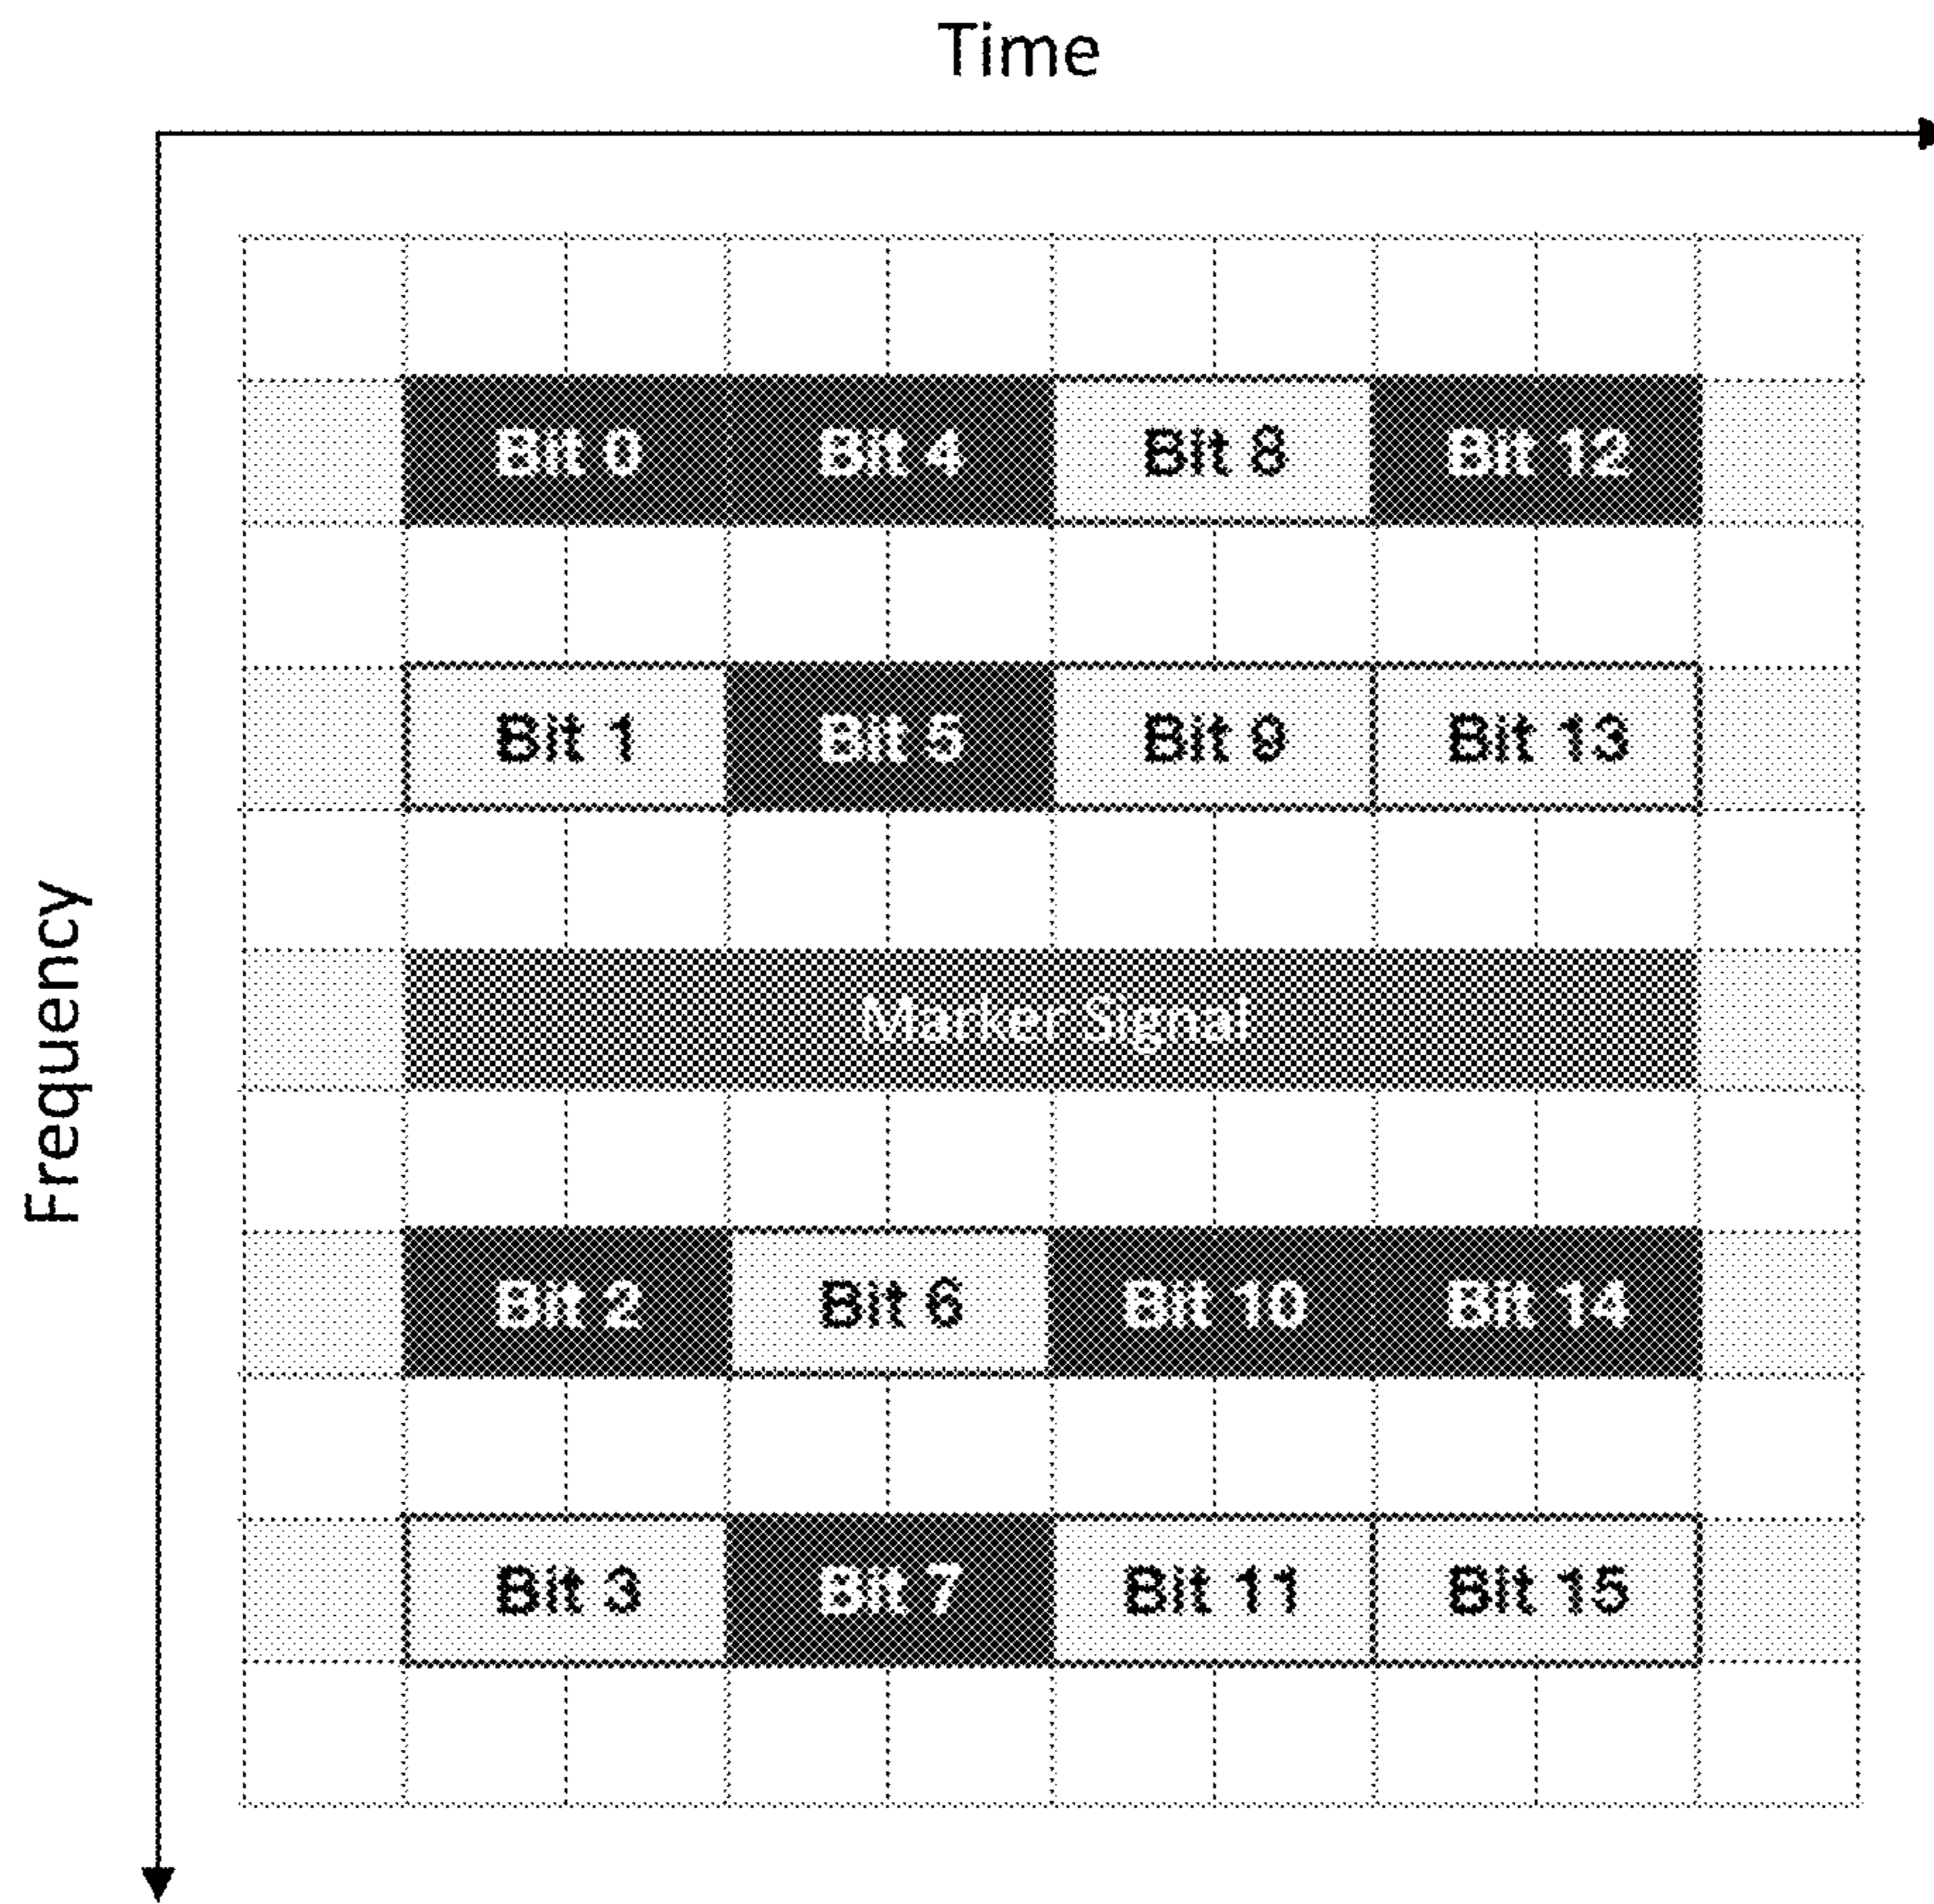 Time
Frequency
Bit 0 Bit 4 Bit 8 Bit 12
Bit 1 Bit 5 Bit 9 Bit 13
Marker Signal
Bit 2 Bit 6 Bit 10 Bit 14
Bit 3 Bit 7 Bit 11 Bit 15